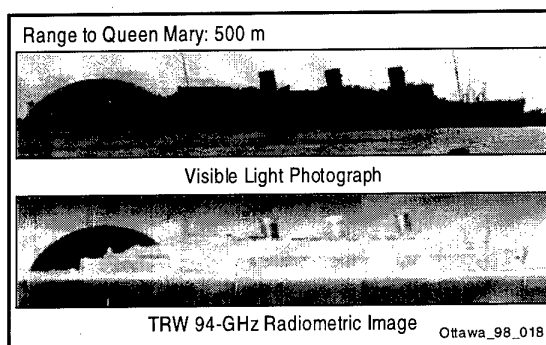 Range to Queen Mary: 500 m
Visible Light Photograph
TRW 94-GHz Radiometric Image
Ottawa_98_018